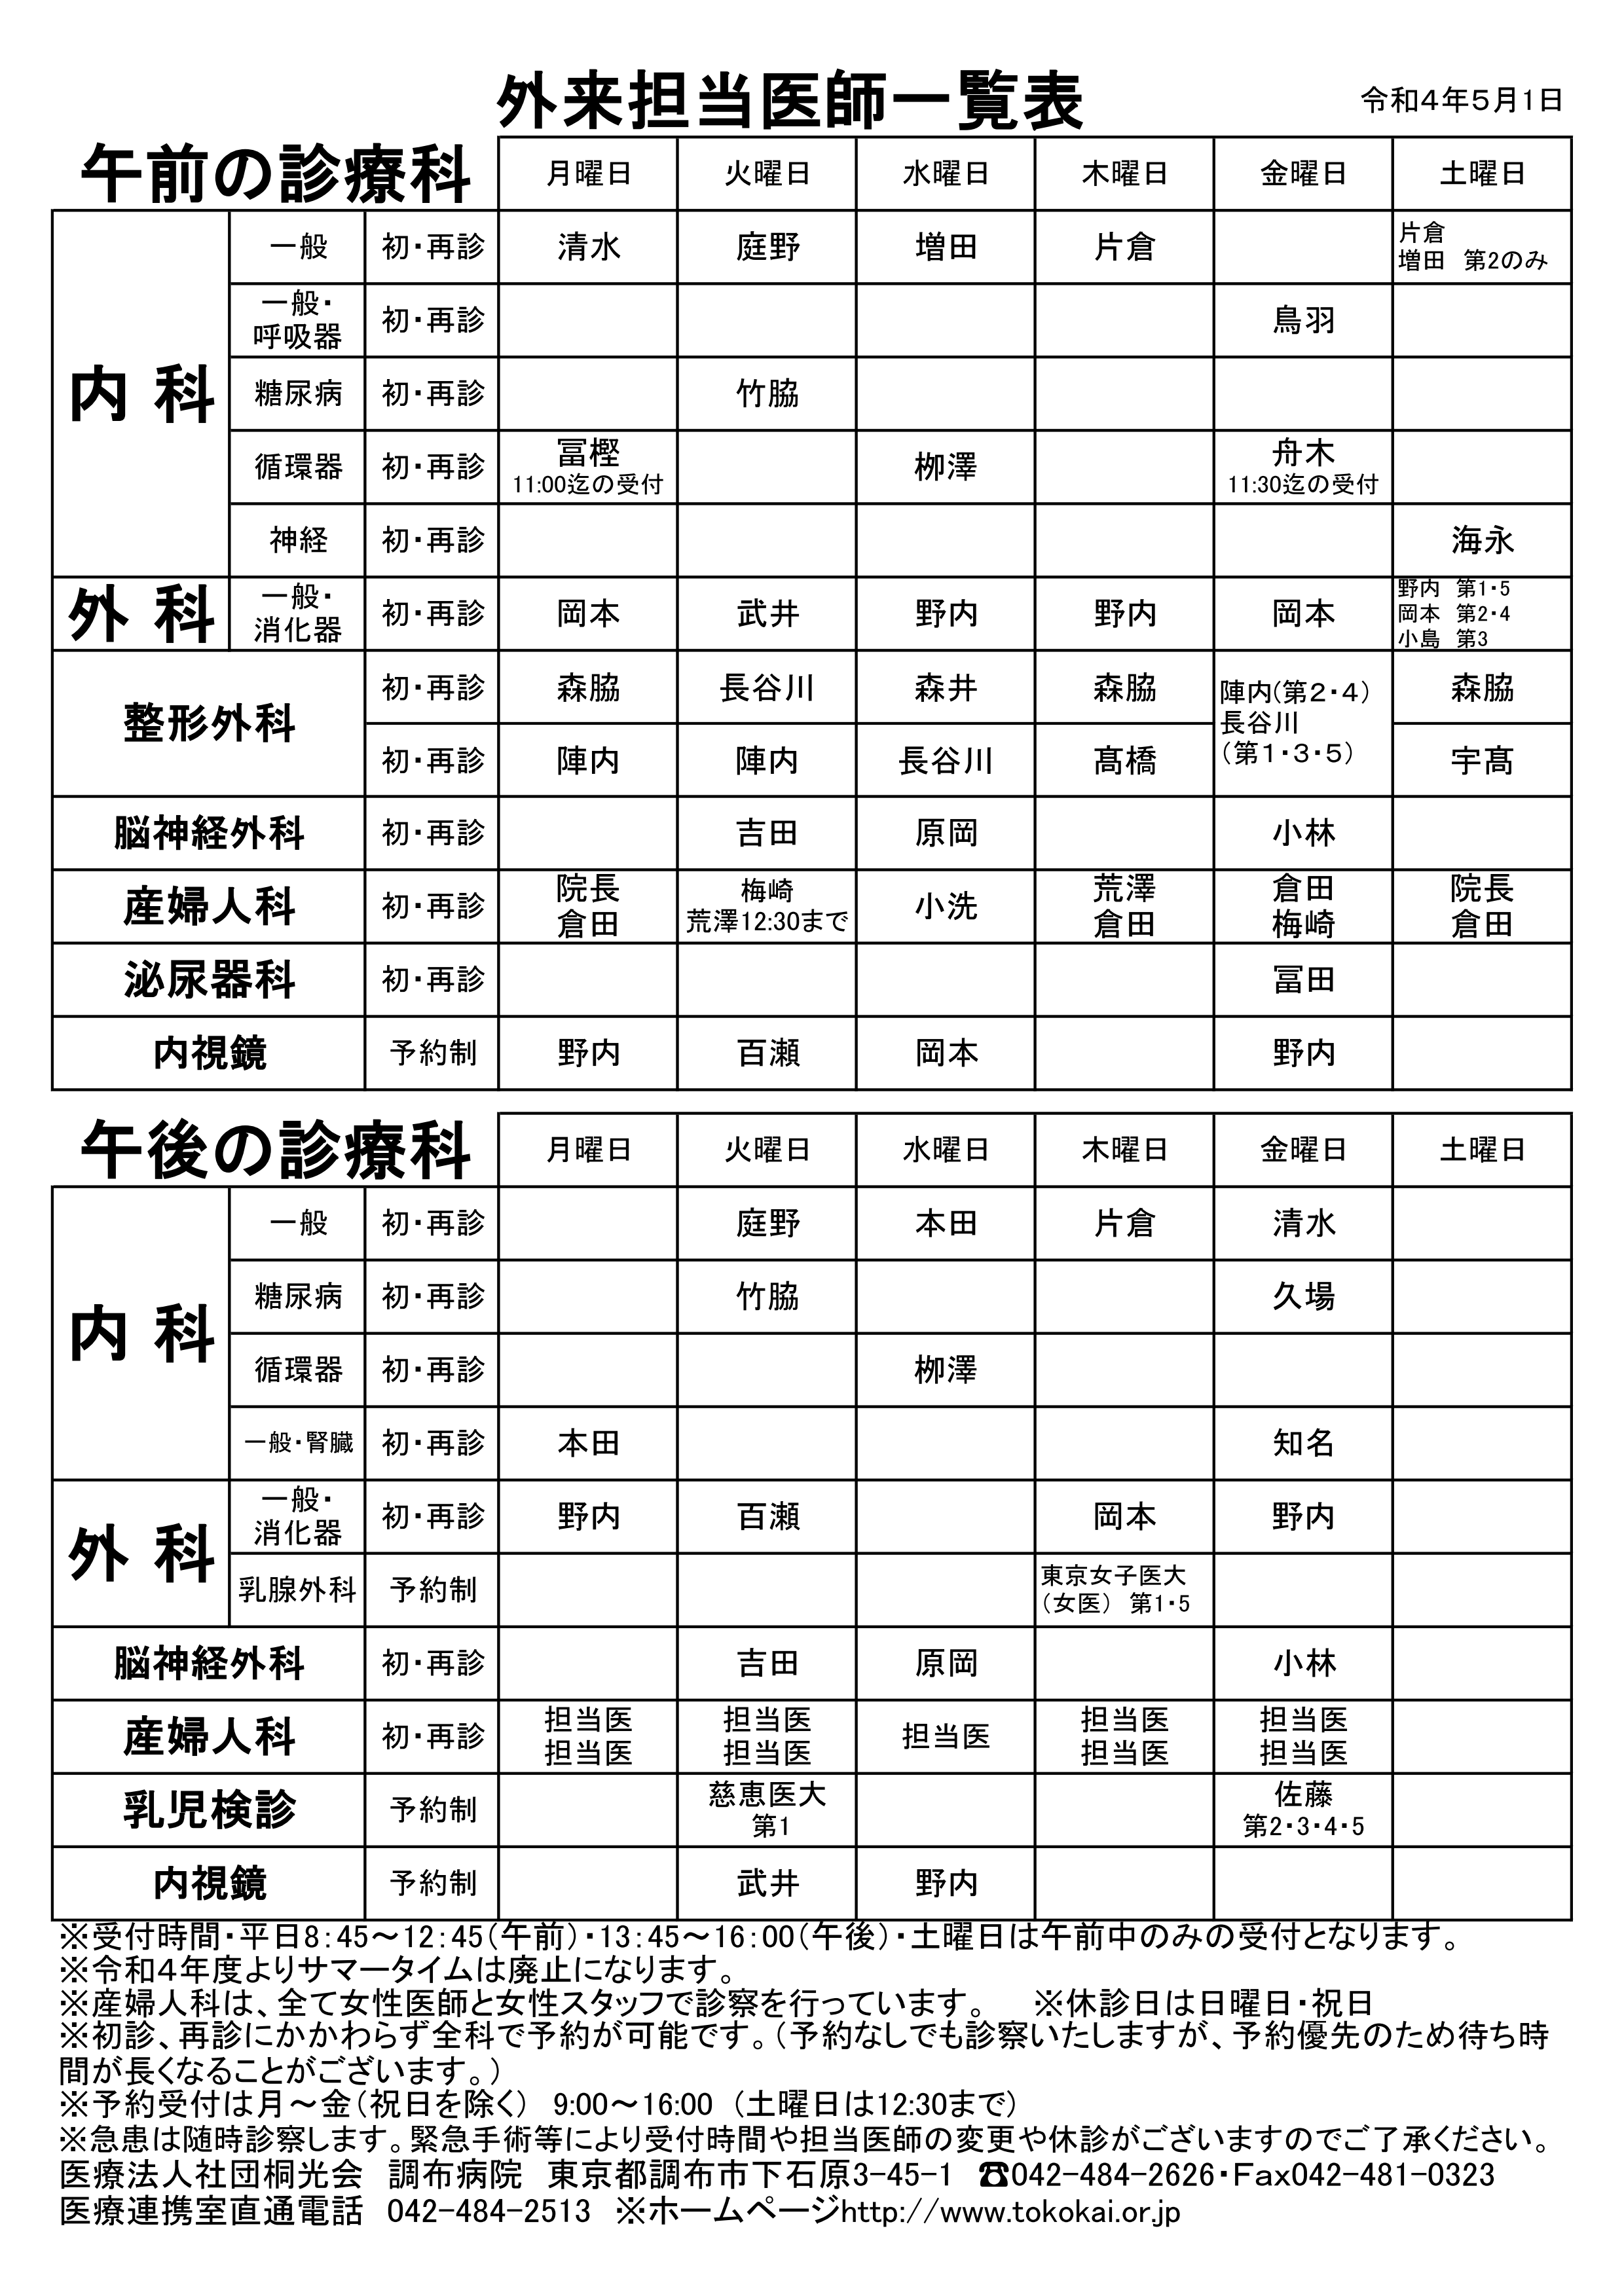 外来担当医師一覧表
令和4年5月1日
午前の診療科 月曜日 火曜日 水曜日 木曜日 金曜日 土曜日
内 科
一般 初・再診 清水 庭野 増田 片倉
片倉
増田 第2のみ
一般・
呼吸器 初・再診 鳥羽
糖尿病 初・再診 竹脇
循環器 初・再診 冨樫
11:00迄の受付
栁澤
舟木
11:30迄の受付
神経 初・再診 海永
外 科
一般・
消化器 初・再診 岡本 武井 野内 野内 岡本
野内 第1・5
岡本 第2・4
小島 第3
整形外科
初・再診 森脇 長谷川 森井 森脇
陣内(第2・4)
長谷川
(第1・3・5)
森脇
初・再診 陣内 陣内 長谷川 髙橋 宇髙
脳神経外科 初・再診 吉田 原岡 小林
産婦人科 初・再診
院長
倉田
梅崎
荒澤12:30まで
小洗
荒澤
倉田
倉田
梅崎
院長
倉田
泌尿器科 初・再診 冨田
内視鏡 予約制 野内 百瀬 岡本 野内
午後の診療科 月曜日 火曜日 水曜日 木曜日 金曜日 土曜日
内 科
一般 初・再診 庭野 本田 片倉 清水
糖尿病 初・再診 竹脇 久場
循環器 初・再診 栁澤
一般・腎臓 初・再診 本田 知名
外 科
一般・
消化器 初・再診 野内 百瀬 岡本 野内
乳腺外科 予約制
東京女子医大
(女医) 第1・5
脳神経外科 初・再診 吉田 原岡 小林
産婦人科 初・再診
担当医
担当医
担当医
担当医
担当医
担当医
担当医
担当医
担当医
乳児検診 予約制
慈恵医大
第1
佐藤
第2・3・4・5
内視鏡 予約制 武井 野内
※受付時間・平日8:45～12:45(午前)・13:45～16:00(午後)・土曜日は午前中のみの受付となります。
※令和4年度よりサマータイムは廃止になります。
※産婦人科は、全て女性医師と女性スタッフで診察を行っています。 ※休診日は日曜日・祝日
※初診、再診にかかわらず全科で予約が可能です。(予約なしでも診察いたしますが、予約優先のため待ち時
間が長くなることがございます。)
※予約受付は月～金(祝日を除く) 9:00～16:00 (土曜日は12:30まで)
※急患は随時診察します。緊急手術等により受付時間や担当医師の変更や休診がございますのでご了承ください。
医療法人社団桐光会 調布病院 東京都調布市下石原3-45-1 ☎042-484-2626・Fax042-481-0323
医療連携室直通電話 042-484-2513 ※ホームページhttp://www.tokokai.or.jp